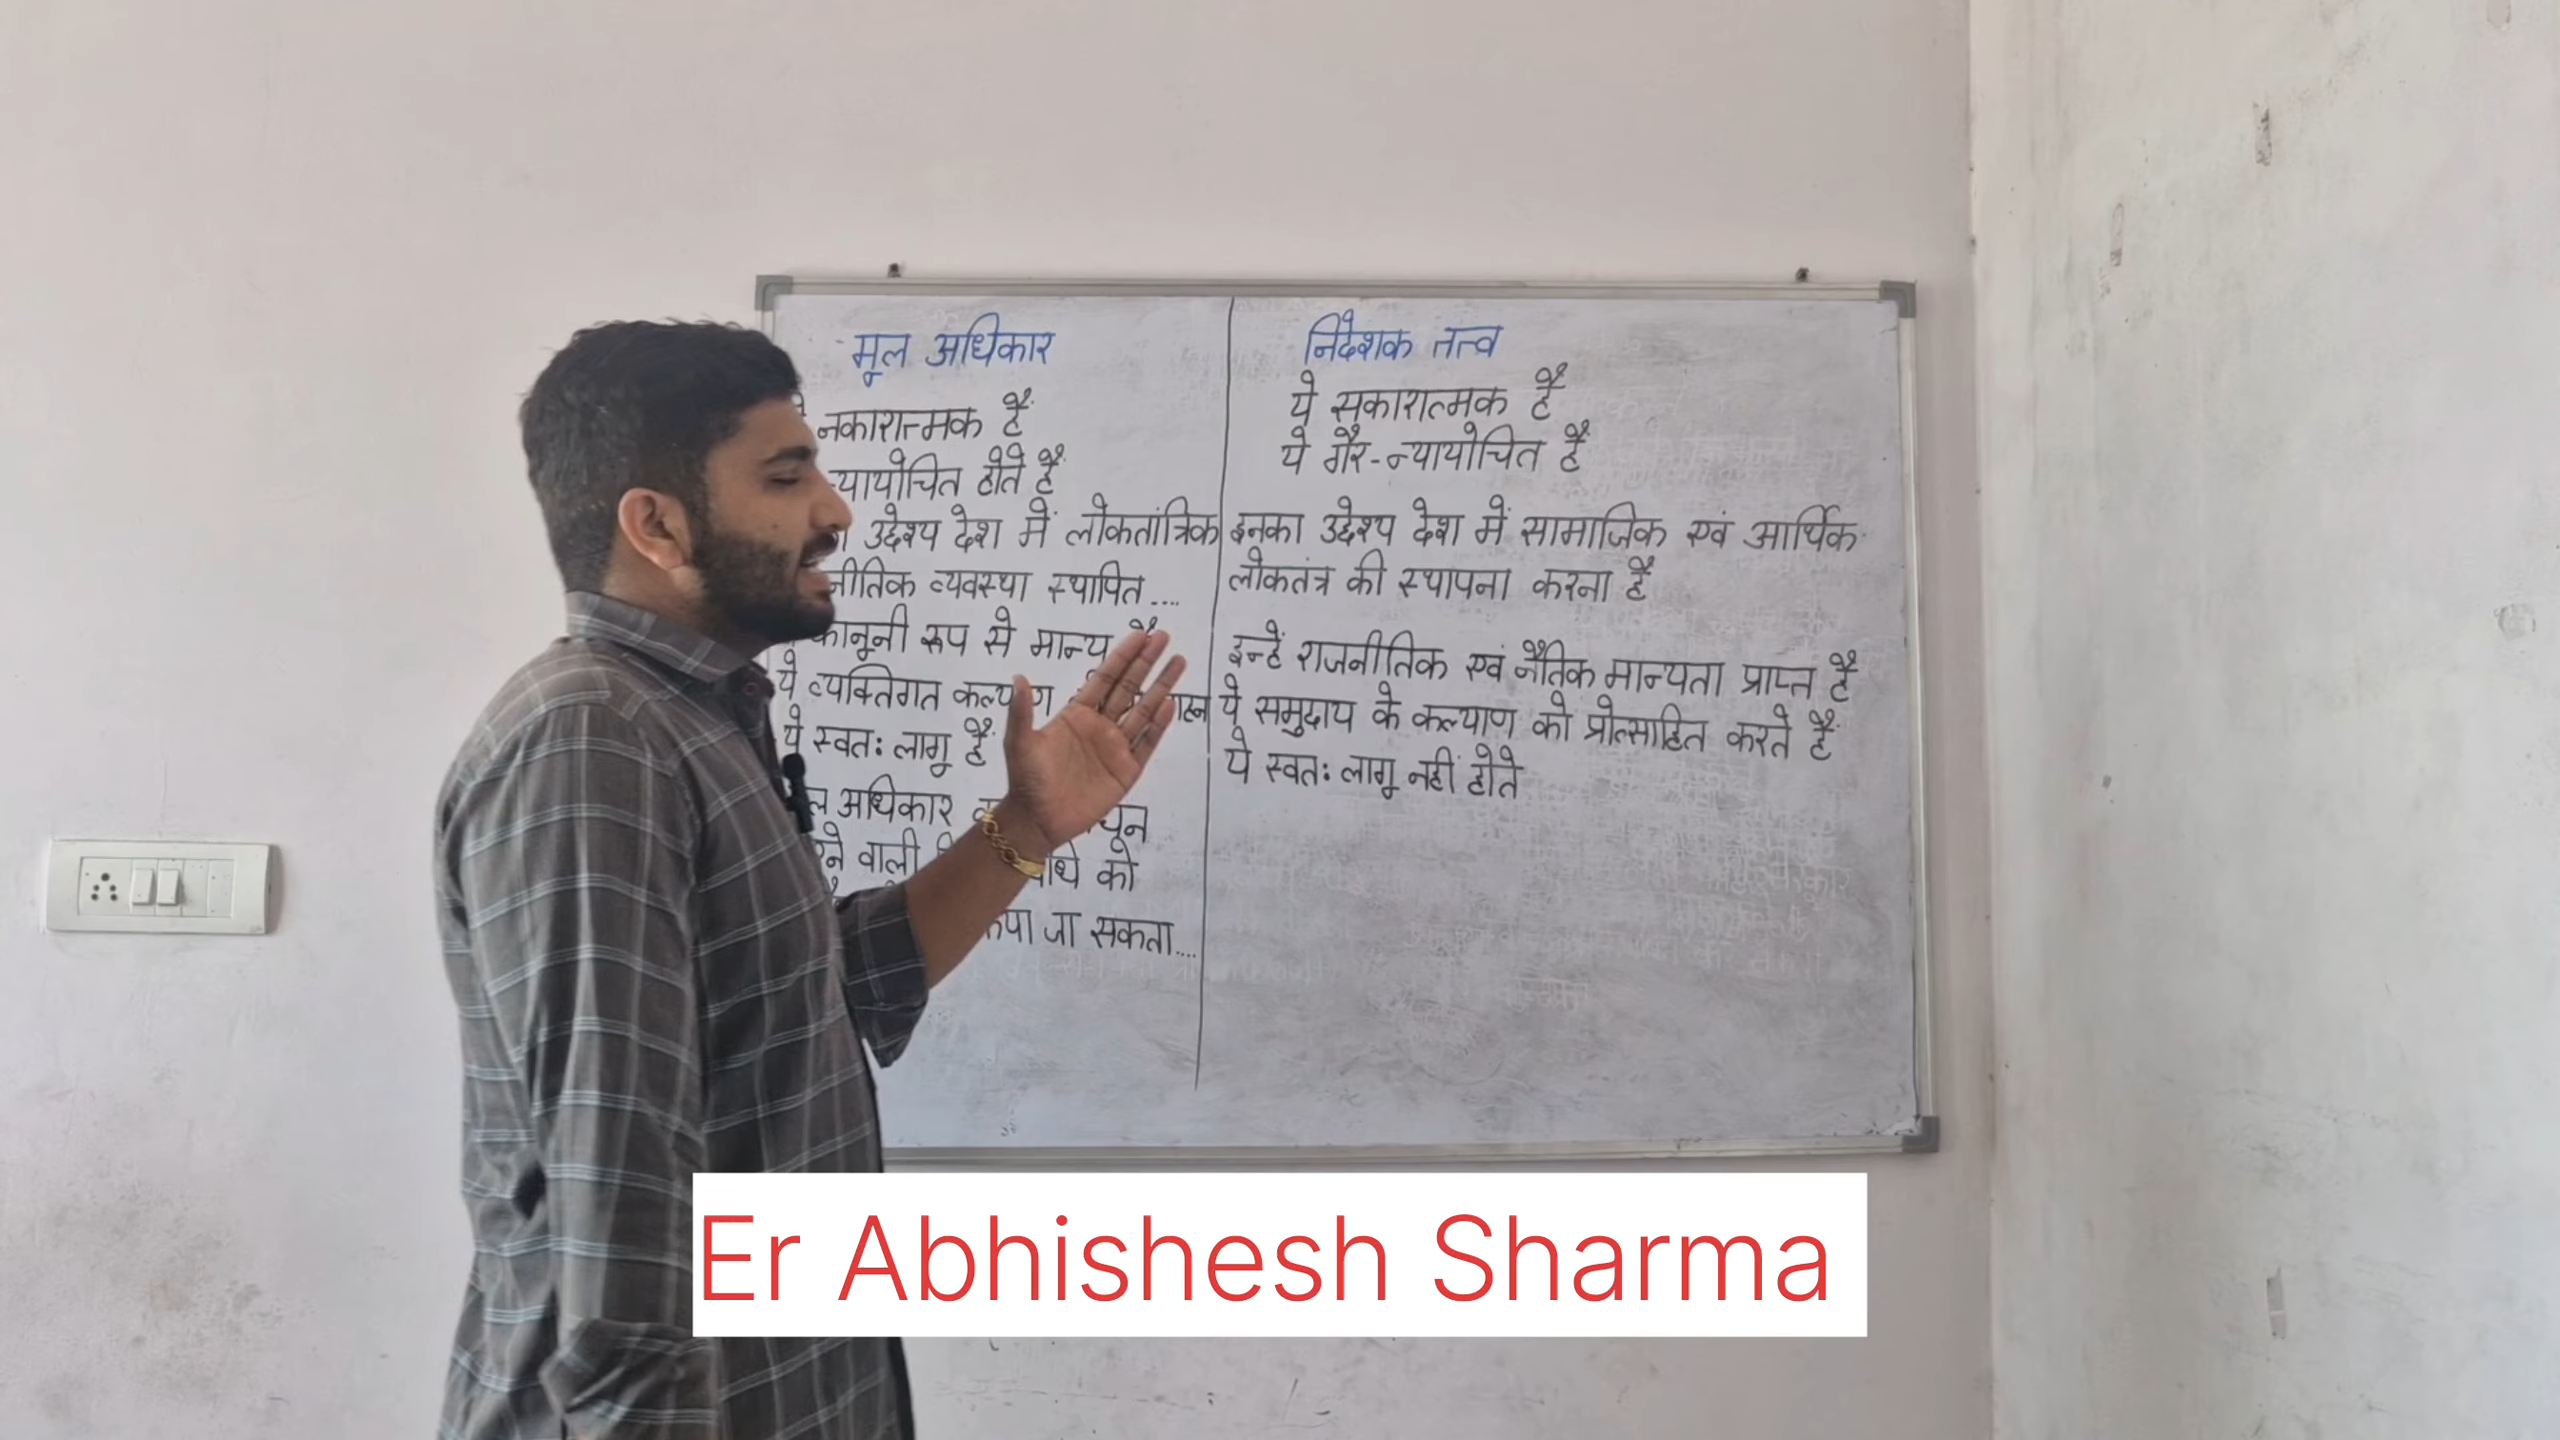 मूल अधिकार
नकारात्मक हैं
होते हैं
उद्देश्य देश में लोकतांत्रिक
व्यवस्था स्थापित....
कानूनी रूप से मान्य
ये व्यक्तिगत
ये स्वत: लागू हैं
अधिकार
वाली को
जा सकता....
निर्देशक तत्व
ये सकारात्मक हैं
ये गैर-न्यायोचित हैं
इनका उद्देश्य देश में सामाजिक एवं आर्थिक
लोकतंत्र की स्थापना करना है
इन्हें राजनीतिक एवं नैतिक मान्यता प्राप्त है
ये समुदाय के कल्याण को प्रोत्साहित करते हैं
ये स्वत: लागू नहीं होते
Er Abhishesh Sharma